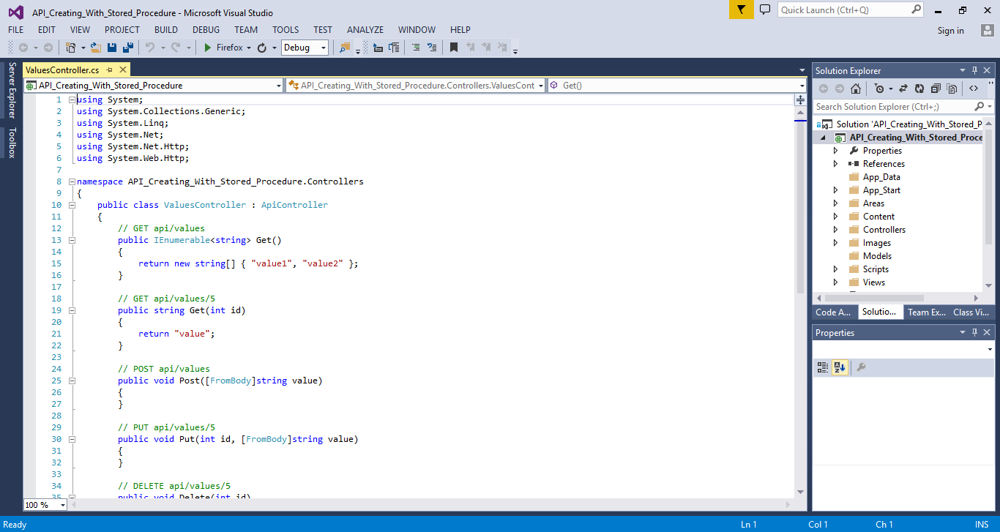 API_Creating_With_Stored_Procedure - Microsoft Visual Studio
Quick Launch (Ctrl+Q)
FILE EDIT VIEW PROJECT BUILD DEBUG TEAM TOOLS TEST ANALYZE WINDOW HELP
Sign in
Firefox Debug
Server Explorer
Toolbox
ValuesController.cs
API_Creating_With_Stored_Procedure API_Creating_With_Stored_Procedure.Controllers.ValuesCont Get()
1 using System;
2 using System.Collections.Generic;
3 using System.Linq;
4 using System.Net;
5 using System.Net.Http;
6 using System.Web.Http;
7
8 namespace API_Creating_With_Stored_Procedure.Controllers
9 {
10 public class ValuesController : ApiController
11 {
12 // GET api/values
13 public IEnumerable<string> Get()
14 {
15 return new string[] { "value1", "value2" };
16 }
17
18 // GET api/values/5
19 public string Get(int id)
20 {
21 return "value";
22 }
23
24 // POST api/values
25 public void Post([FromBody]string value)
26 {
27 }
28
29 // PUT api/values/5
30 public void Put(int id, [FromBody]string value)
31 {
32 }
33
34 // DELETE api/values/5
35 public void Delete(int id)
100 %
Solution Explorer
Search Solution Explorer (Ctrl+;)
Solution 'API_Creating_With_Stored_P
API_Creating_With_Stored_Proce
Properties
References
App_Data
App_Start
Areas
Content
Controllers
Images
Models
Scripts
Views
Code A... Solutio... Team Ex... Class Vi...
Properties
Ready Ln 1 Col 1 Ch 1 INS